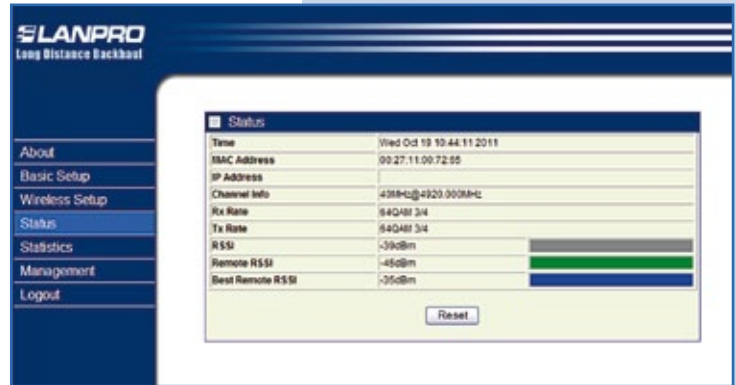 LANPRO
Long Distance Backhaul
About
Basic Setup
Wireless Setup
Status
Statistics
Management
Logout
Status
Time Wed Oct 19 10:44:11 2011
MAC Address 00:27:11:00:72:
IP Address
Channel Info 40MHz@4920.000MHz
Rx Rate 64QAM 3/4
Tx Rate 64QAM 3/4
RSSI -39dBm
Remote RSSI
Best Remote RSSI -35dBm
Reset